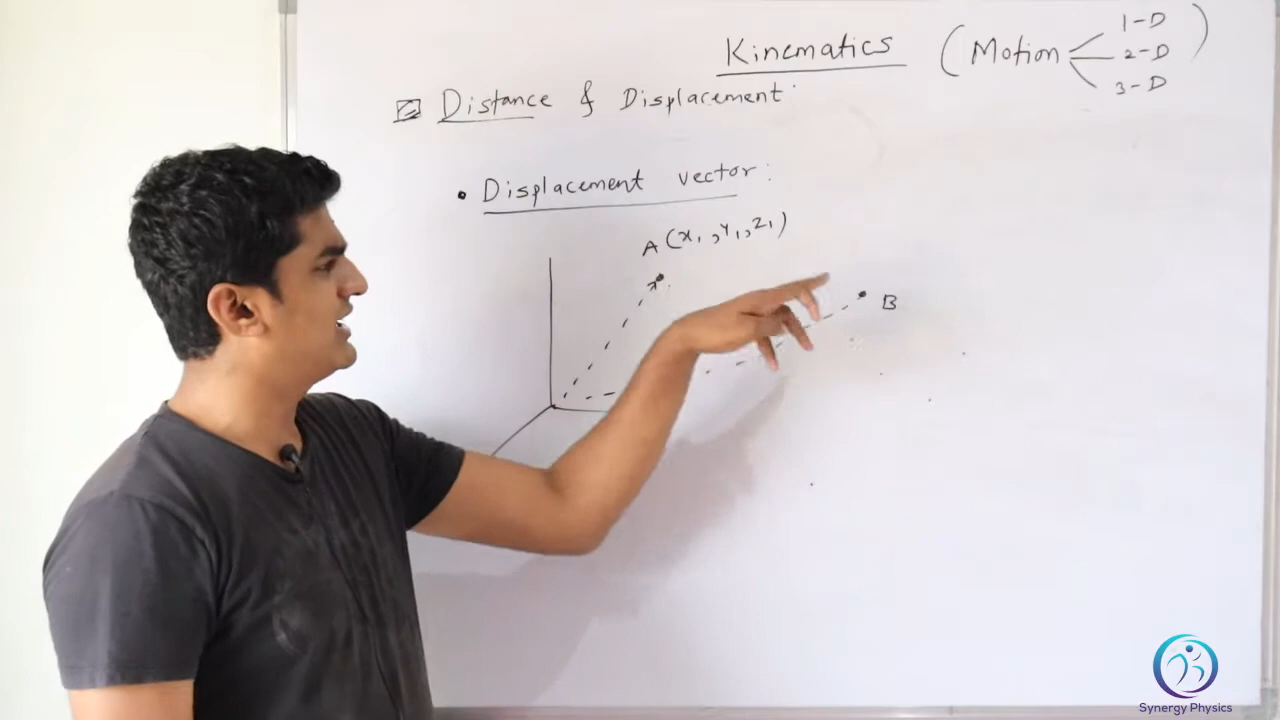 Kinematics (Motion 1-D
2-D
3-D)
Distance & Displacement
• Displacement vector:
A (x₁, y₁, z₁)
B
Synergy Physics